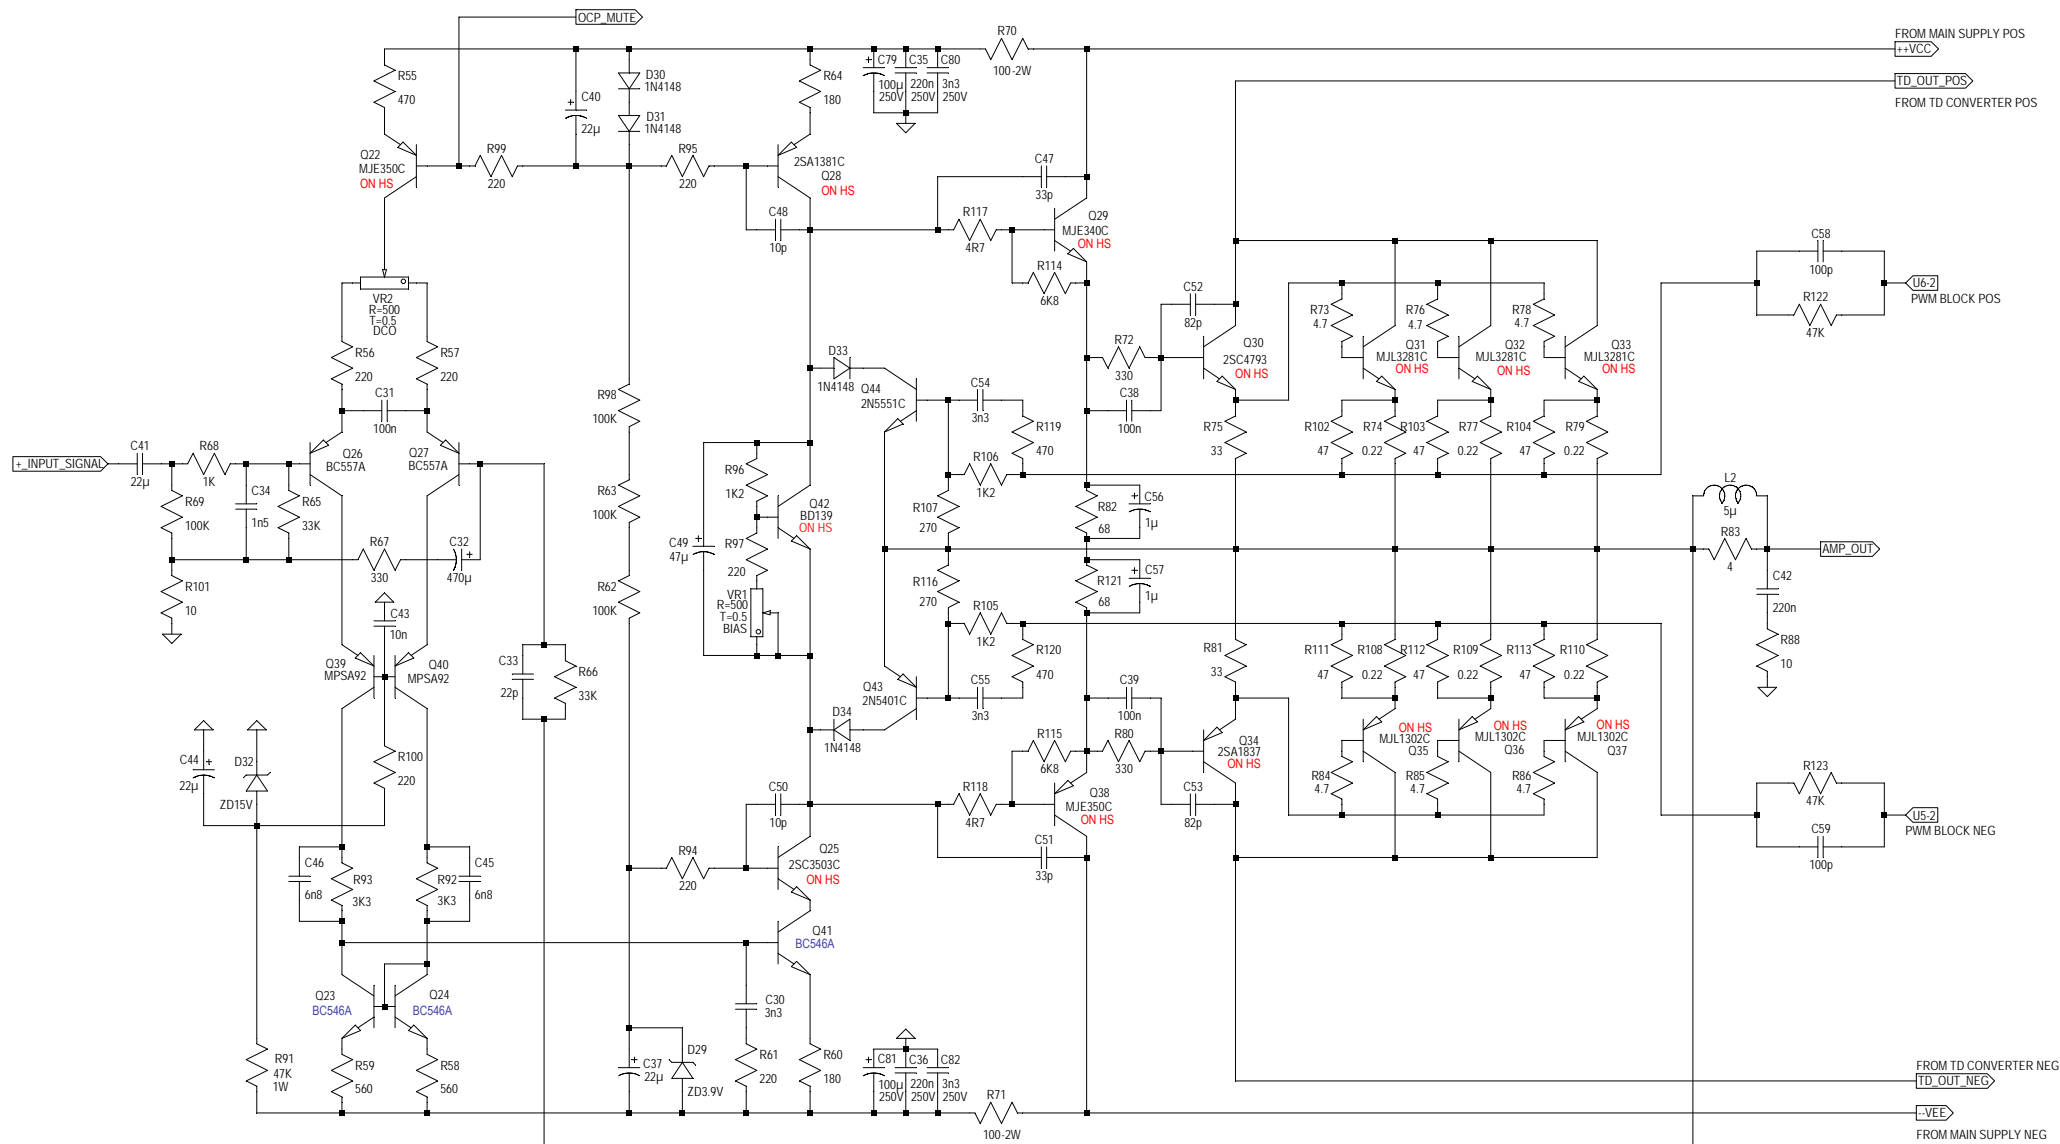 OCP_MUTE
FROM MAIN SUPPLY POS
++VCC
R70
100-2W
TD_OUT_POS
FROM TD CONVERTER POS
R55
470
C40
22µ
D30
1N4148
D31
1N4148
R64
180
C79
100µ
250V
C35
220n
250V
C80
3n3
250V
Q22
MJE350C
ON HS
R99
220
R95
220
2SA1381C
Q28
ON HS
C47
33p
C48
10p
R117
4R7
Q29
MJE340C
ON HS
R114
6K8
C58
100p
U6-2
PWM BLOCK POS
R122
47K
VR2
R=500
T=0.5
DCO
C52
82p
R73
4.7
R76
4.7
R78
4.7
R56
220
R57
220
D33
1N4148
R72
330
Q30
2SC4793
ON HS
Q31
MJL3281C
ON HS
Q32
MJL3281C
ON HS
Q33
MJL3281C
ON HS
C31
100n
R98
100K
Q44
2N5551C
C54
3n3
C38
100n
R119
470
R75
33
R102
47
R74
0.22
R103
47
R77
0.22
R104
47
R79
0.22
+_INPUT_SIGNAL
C41
22µ
R68
1K
Q26
BC557A
Q27
BC557A
R69
100K
C34
1n5
R65
33K
R63
100K
R96
1K2
Q42
BD139
ON HS
R106
1K2
R107
270
R82
68
C56
1µ
L2
5µ
R83
4
AMP_OUT
R67
330
C32
470µ
C49
47µ
R97
220
R101
10
C43
10n
R62
100K
VR1
R=500
T=0.5
BIAS
R116
270
R105
1K2
R121
68
C57
1µ
C42
220n
R88
10
Q39
MPSA92
Q40
MPSA92
C33
22p
R66
33K
R120
470
R81
33
R111
47
R108
0.22
R112
47
R109
0.22
R113
47
R110
0.22
Q43
2N5401C
C55
3n3
C39
100n
D34
1N4148
R115
6K8
R80
330
Q34
2SA1837
ON HS
ON HS
MJL1302C
Q35
ON HS
MJL1302C
Q36
ON HS
MJL1302C
Q37
C44
22µ
D32
ZD15V
R100
220
C50
10p
R118
4R7
Q38
MJE350C
ON HS
C53
82p
R84
4.7
R85
4.7
R86
4.7
R123
47K
U5-2
PWM BLOCK NEG
C59
100p
C46
6n8
R93
3K3
R92
3K3
C45
6n8
R94
220
Q25
2SC3503C
ON HS
C51
33p
Q41
BC546A
Q23
BC546A
Q24
BC546A
C30
3n3
R91
47K
1W
R59
560
R58
560
C37
22µ
D29
ZD3.9V
R61
220
R60
180
C81
100µ
250V
C36
220n
250V
C82
3n3
250V
R71
100-2W
FROM TD CONVERTER NEG
TD_OUT_NEG
--VEE
FROM MAIN SUPPLY NEG